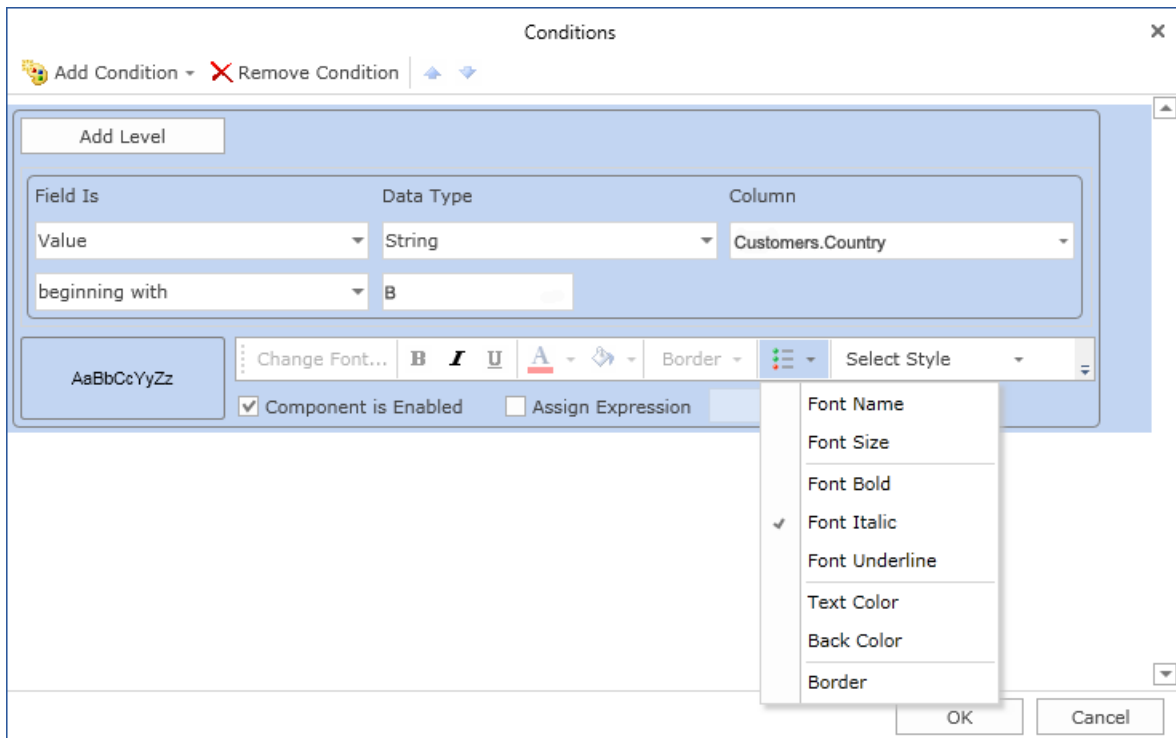 Conditions
Add Condition Remove Condition
Add Level
Field Is Data Type Column
Value String Customers.Country
beginning with B
AaBbCcYyZz
Change Font... B I U A Border Select Style
Component is Enabled Assign Expression
Font Name
Font Size
Font Bold
Font Italic
Font Underline
Text Color
Back Color
Border
OK Cancel